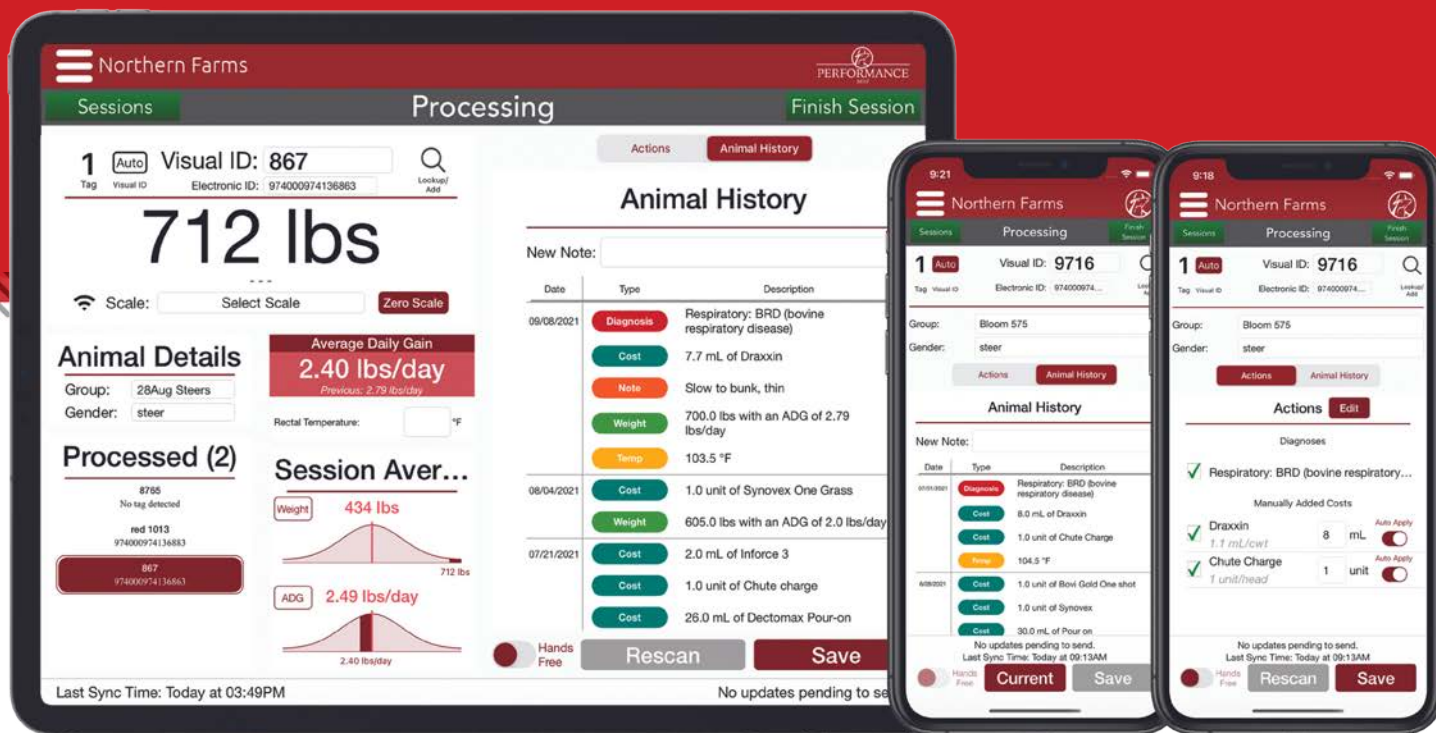 Northern Farms
PERFORMANCE
Sessions
Processing
Finish Session
1
Auto
Visual ID: 867
Tag
Visual ID
Electronic ID: 974000974136863
Lookup/
Add
712 lbs
---
Scale:
Select Scale
Zero Scale
Animal Details
Group: 28Aug Steers
Gender: steer
Average Daily Gain
2.40 lbs/day
Previous: 2.79 lbs/day
Rectal Temperature:
°F
Processed (2)
8765
No tag detected
red 1013
974000974136883
867
974000974136863
Session Aver...
Weight
434 lbs
712 lbs
ADG
2.49 lbs/day
2.40 lbs/day
Actions
Animal History
Animal History
New Note:
Date
Type
Description
09/08/2021
Diagnosis
Respiratory: BRD (bovine
respiratory disease)
Cost
7.7 mL of Draxxin
Note
Slow to bunk, thin
Weight
700.0 lbs with an ADG of 2.79
lbs/day
Temp
103.5 °F
08/04/2021
Cost
1.0 unit of Synovex One Grass
Weight
605.0 lbs with an ADG of 2.0 lbs/day
07/21/2021
Cost
2.0 mL of Inforce 3
Cost
1.0 unit of Chute charge
Cost
26.0 mL of Dectomax Pour-on
Hands
Free
Rescan
Save
Last Sync Time: Today at 03:49PM
No updates pending to se
9:21
Northern Farms
Sessions
Processing
Finish
Session
1
Auto
Visual ID: 9716
Tag
Visual ID
Electronic ID: 974000974...
Group: Bloom 575
Gender: steer
Actions
Animal History
Animal History
New Note:
Date
Type
Description
Diagnosis
Respiratory: BRD (bovine
respiratory disease)
Cost
8.0 mL of Draxxin
Cost
1.0 unit of Chute Charge
Temp
104.5 °F
Cost
1.0 unit of Bovi Gold One shot
Cost
1.0 unit of Synovex
Cost
30.0 mL of Pour on
No updates pending to send.
Last Sync Time: Today at 09:13AM
Hands
Free
Current
Save
9:18
Northern Farms
Sessions
Processing
Finish
Session
1
Auto
Visual ID: 9716
Tag
Visual ID
Electronic ID: 974000974...
Lookup/
Add
Group: Bloom 575
Gender: steer
Actions
Animal History
Actions
Edit
Diagnoses
Respiratory: BRD (bovine respiratory...
Manually Added Costs
Draxxin
1.1 mL/cwt
8
mL
Auto Apply
Chute Charge
1 unit/head
1
unit
Auto Apply
No updates pending to send.
Last Sync Time: Today at 09:13AM
Hands
Free
Rescan
Save